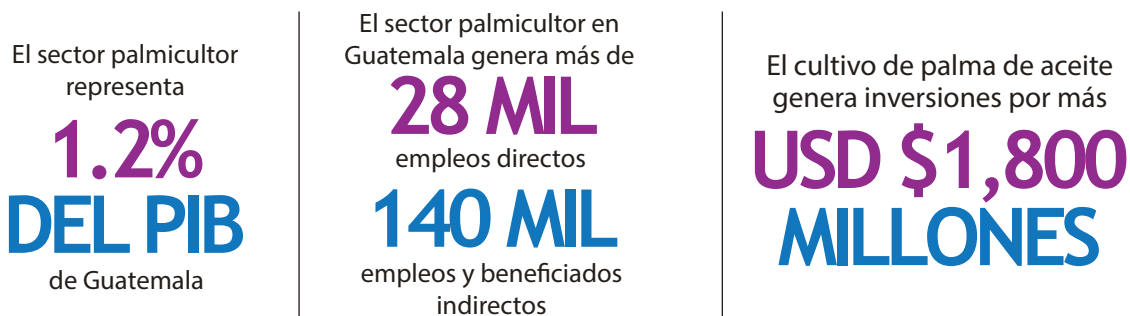 El sector palmicultor
representa
1.2%
DEL PIB
de Guatemala
El sector palmicultor en
Guatemala genera más de
28 MIL
empleos directos
140 MIL
empleos y beneficiados
indirectos
El cultivo de palma de aceite
genera inversiones por más
USD $1,800
MILLONES